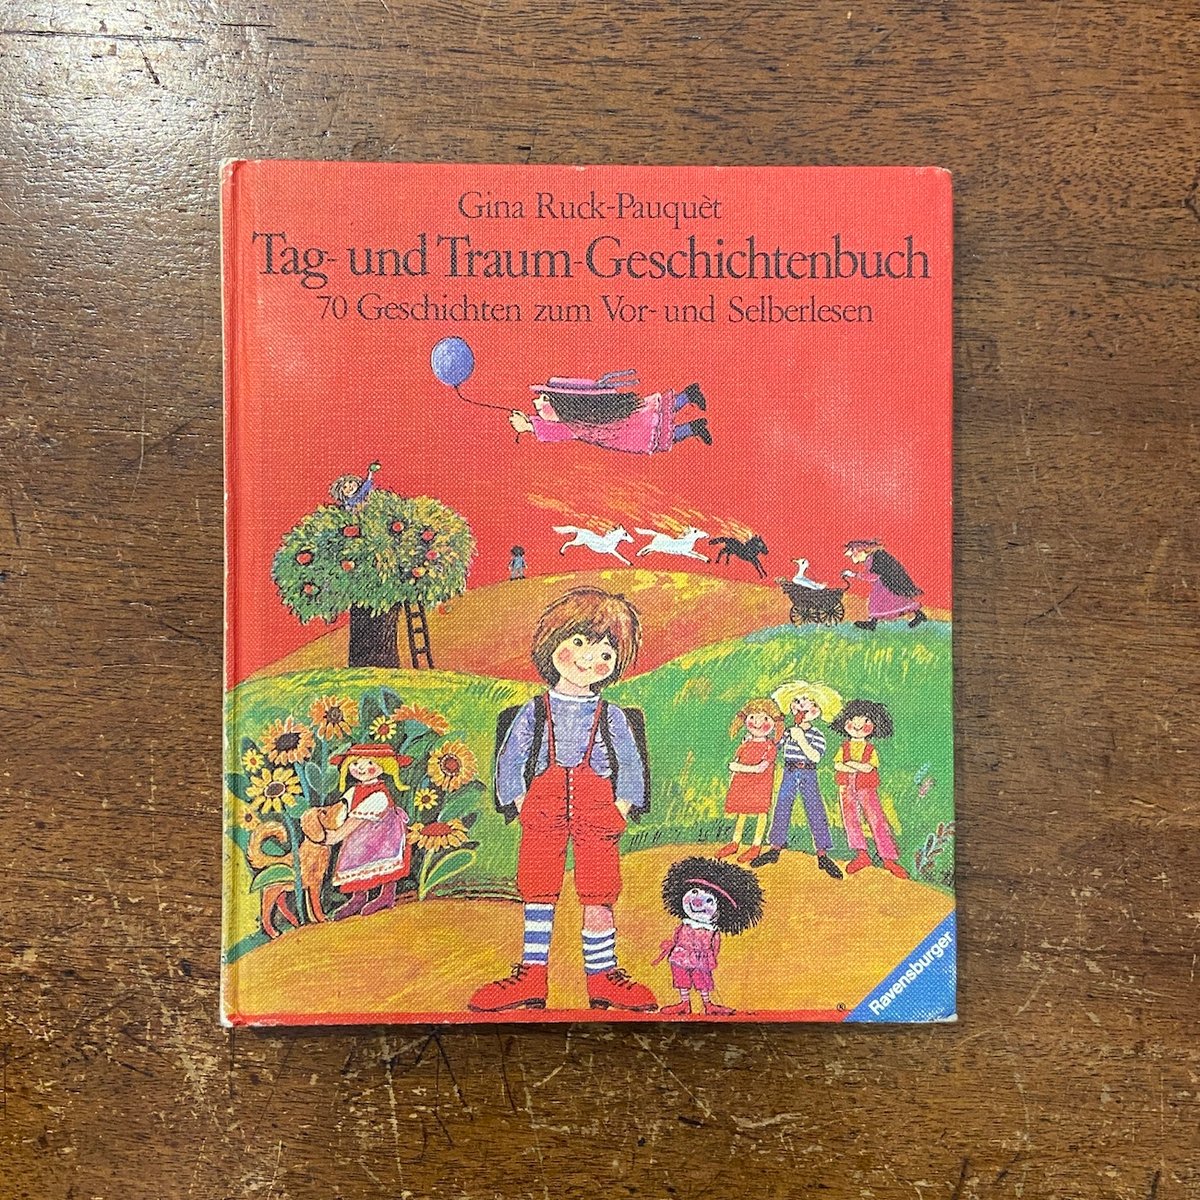 Gina Ruck-Pauquèt
Tag- und Traum-Geschichtenbuch
70 Geschichten zum Vor- und Selberlesen
®
Ravensburger